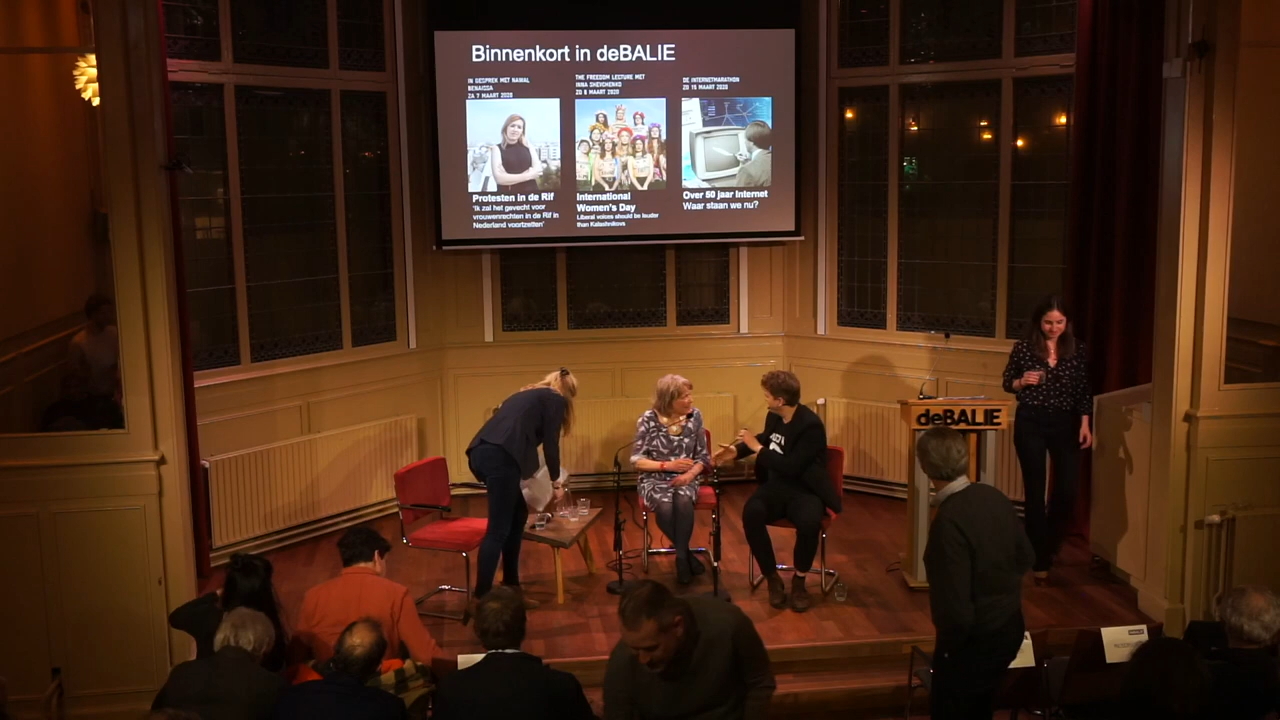 Binnenkort in deBALIE
IN GESPREK MET NAWAL
BENAISSA
ZA 7 MAART 2020
THE FREEDOM LECTURE MET
INNA SHEVCHENKO
ZO 8 MAART 2020
DE INTERNETMARATHON
ZO 15 MAART 2020
Protesten in de Rif
'Ik zal het gevecht voor
vrouwenrechten in de Rif in
Nederland voortzetten'
International
Women's Day
Liberal voices should be louder
than Kalashnikovs
Over 50 jaar Internet
Waar staan we nu?
deBALIE